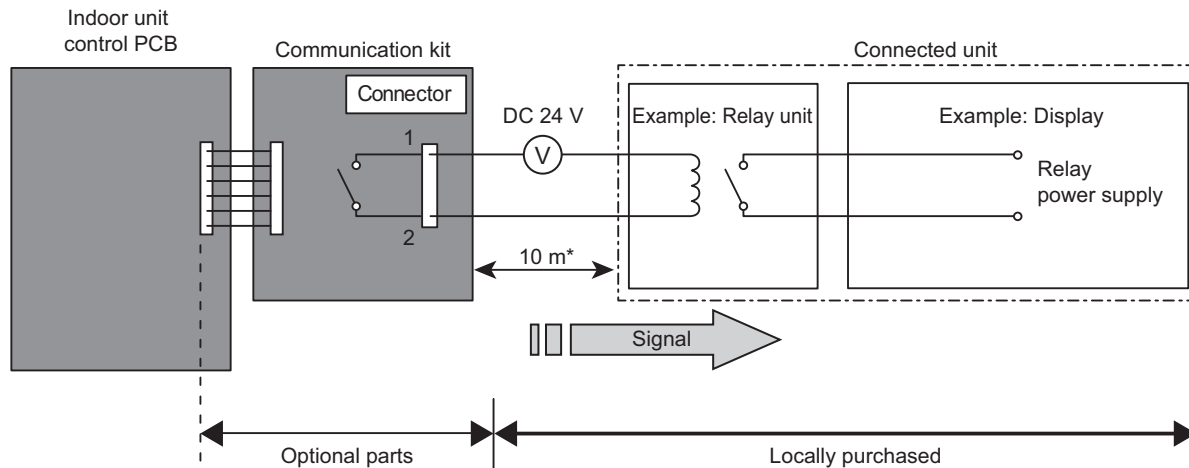 Indoor unit
control PCB
Communication kit
Connected unit
Connector
1
2
DC 24 V
V
10 m*
Example: Relay unit
Example: Display
Relay
power supply
Signal
Optional parts
Locally purchased